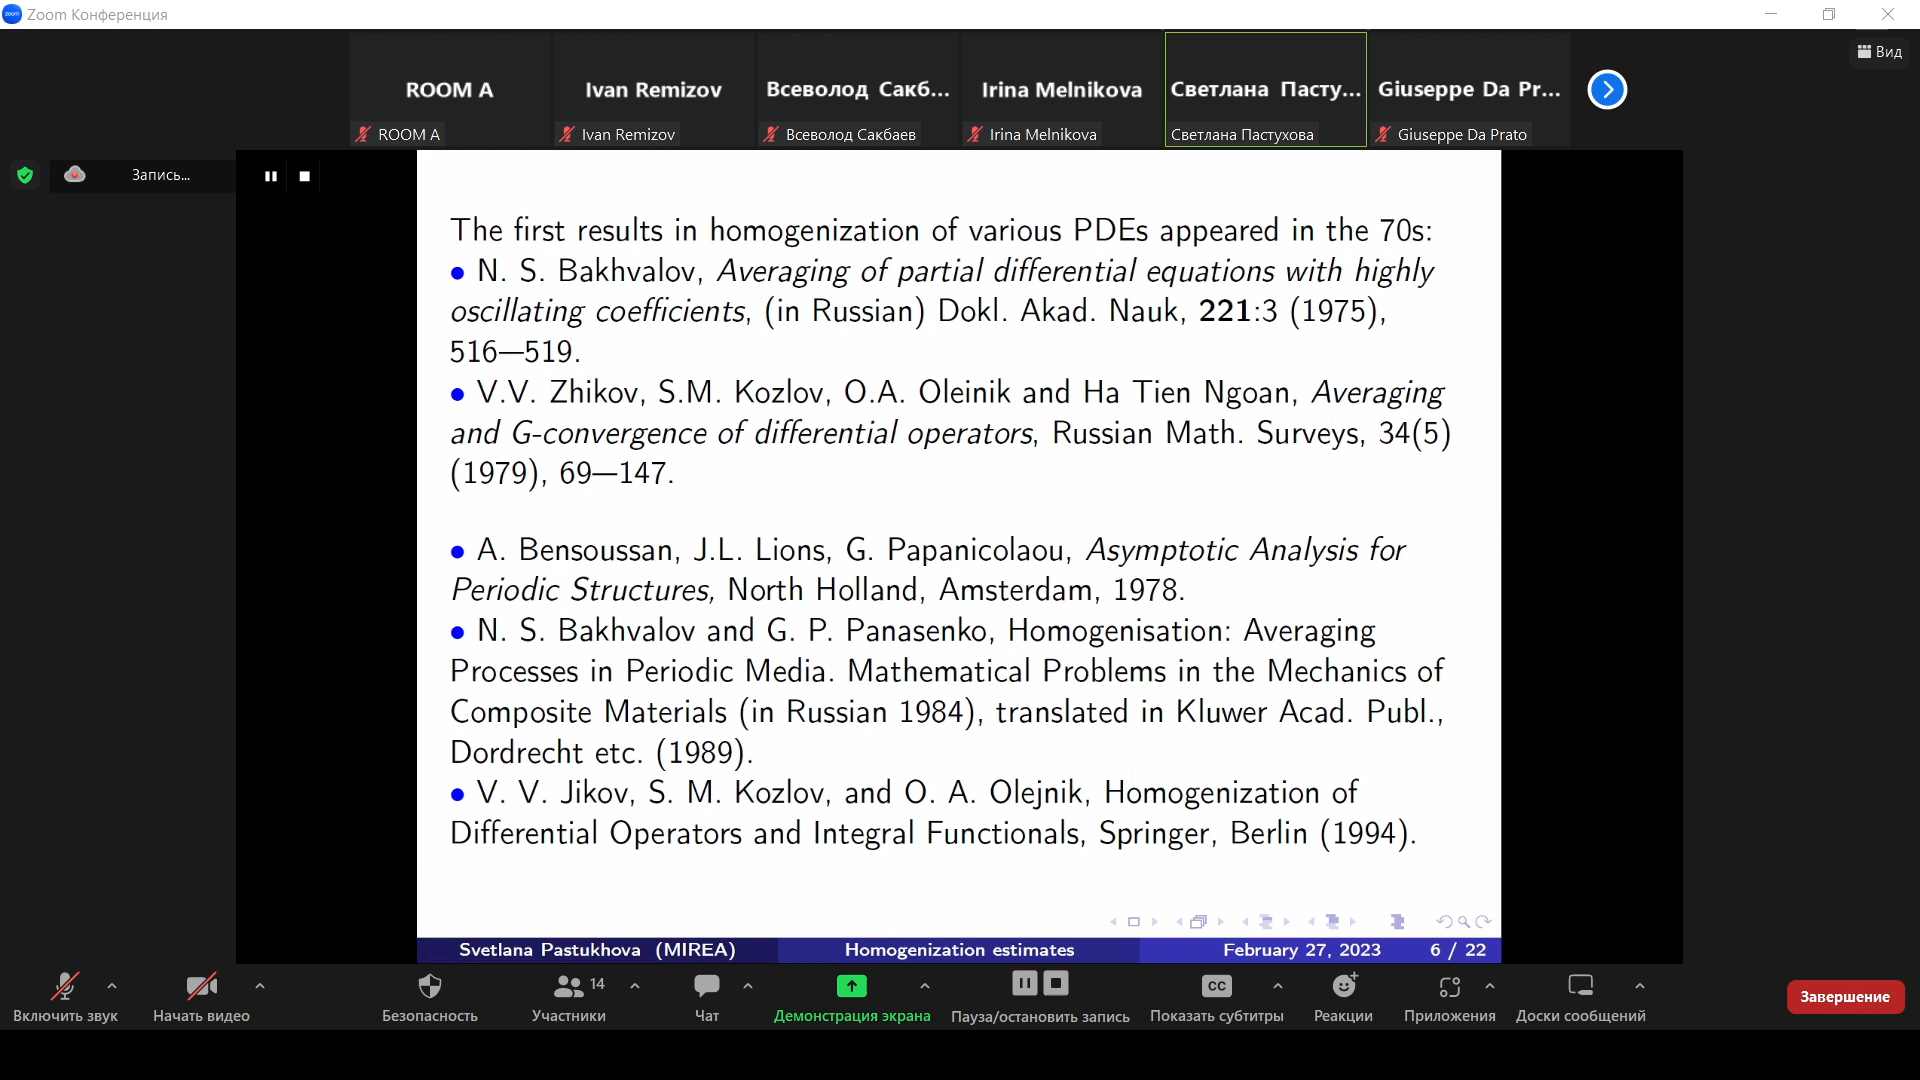 zoom Zoom Конференция
Вид
ROOM A
Ivan Remizov
Всеволод Сакб...
Irina Melnikova
Светлана Пасту...
Giuseppe Da Pr...
ROOM A
Ivan Remizov
Всеволод Сакбаев
Irina Melnikova
Светлана Пастухова
Giuseppe Da Prato
Запись...
The first results in homogenization of various PDEs appeared in the 70s:
• N. S. Bakhvalov, Averaging of partial differential equations with highly
oscillating coefficients, (in Russian) Dokl. Akad. Nauk, 221:3 (1975),
516—519.
• V.V. Zhikov, S.M. Kozlov, O.A. Oleinik and Ha Tien Ngoan, Averaging
and G-convergence of differential operators, Russian Math. Surveys, 34(5)
(1979), 69—147.
• A. Bensoussan, J.L. Lions, G. Papanicolaou, Asymptotic Analysis for
Periodic Structures, North Holland, Amsterdam, 1978.
• N. S. Bakhvalov and G. P. Panasenko, Homogenisation: Averaging
Processes in Periodic Media. Mathematical Problems in the Mechanics of
Composite Materials (in Russian 1984), translated in Kluwer Acad. Publ.,
Dordrecht etc. (1989).
• V. V. Jikov, S. M. Kozlov, and O. A. Olejnik, Homogenization of
Differential Operators and Integral Functionals, Springer, Berlin (1994).
Svetlana Pastukhova (MIREA) Homogenization estimates February 27, 2023 6 / 22
14
CC
Включить звук
Начать видео
Безопасность
Участники
Чат
Демонстрация экрана
Пауза/остановить запись
Показать субтитры
Реакции
Приложения
Доски сообщений
Завершение